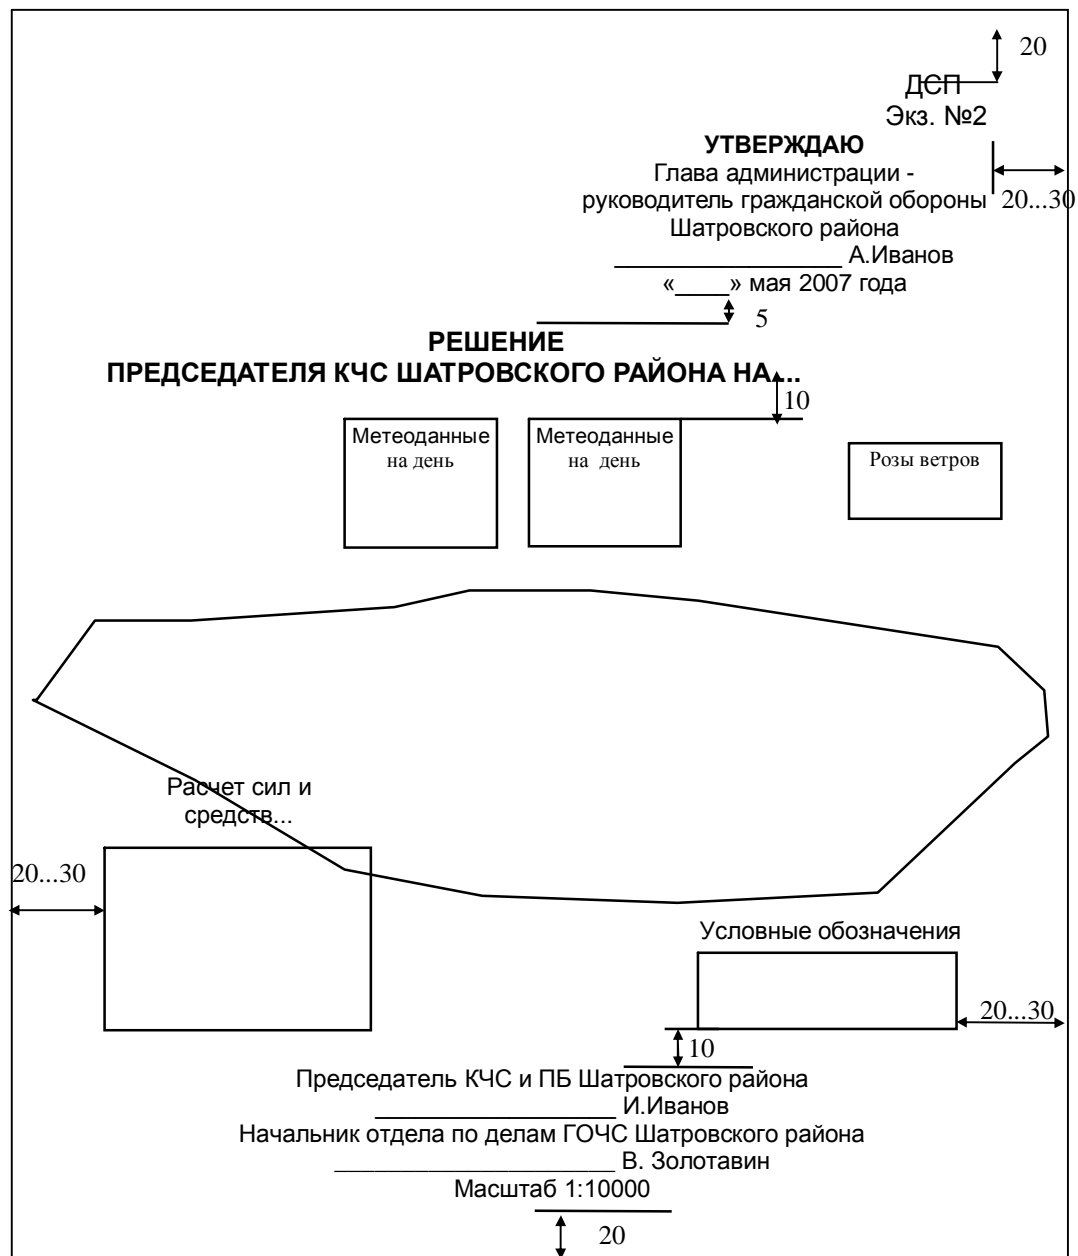 20
ДСП
Экз. №2
УТВЕРЖДАЮ
Глава администрации -
руководитель гражданской обороны
20...30
Шатровского района
_________________ А.Иванов
«____» мая 2007 года
5
РЕШЕНИЕ
ПРЕДСЕДАТЕЛЯ КЧС ШАТРОВСКОГО РАЙОНА НА...
10
Метеоданные
на день
Метеоданные
на день
Розы ветров
Расчет сил и
средств...
20...30
Условные обозначения
20...30
10
Председатель КЧС и ПБ Шатровского района
__________________ И.Иванов
Начальник отдела по делам ГОЧС Шатровского района
_____________________ В. Золотавин
Масштаб 1:10000
20